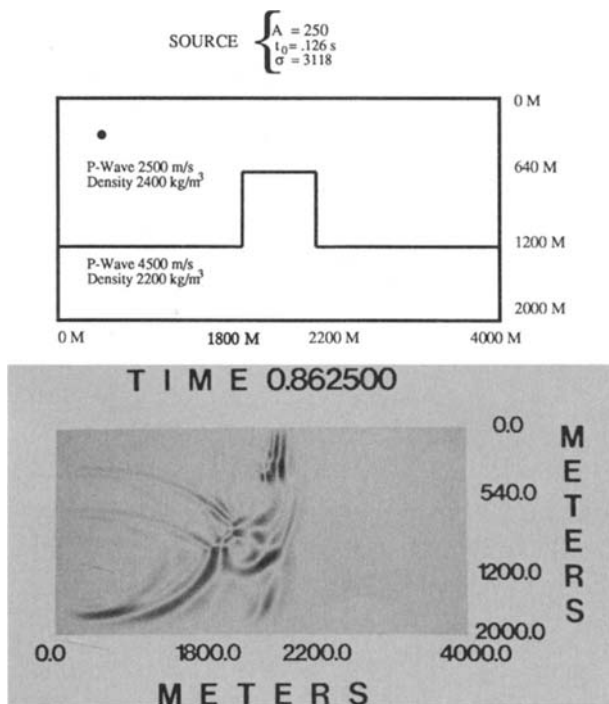 SOURCE
A = 250
t0 = .126 s
σ = 3118
0 M
P-Wave 2500 m/s
Density 2400 kg/m3
640 M
P-Wave 4500 m/s
Density 2200 kg/m3
1200 M
2000 M
0 M 1800 M 2200 M 4000 M
TIME 0.862500
0.0
540.0
1200.0
2000.0
METERS
0.0 1800.0 2200.0 4000.0
METERS